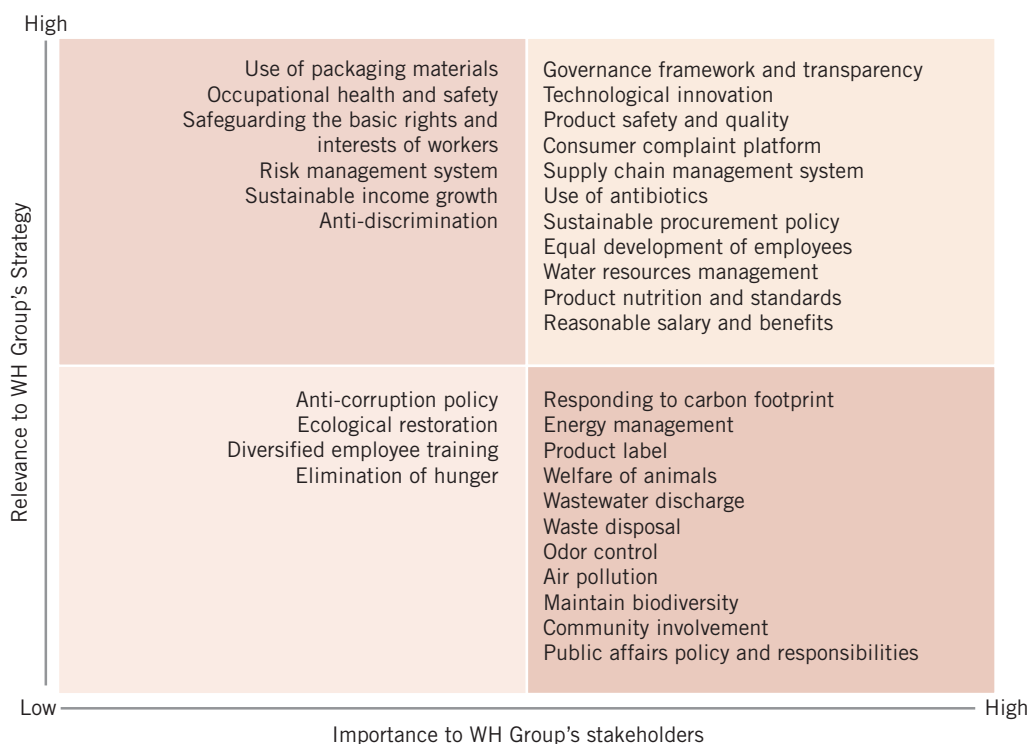 High
Relevance to WH Group's Strategy
Use of packaging materials
Occupational health and safety
Safeguarding the basic rights and
interests of workers
Risk management system
Sustainable income growth
Anti-discrimination
Governance framework and transparency
Technological innovation
Product safety and quality
Consumer complaint platform
Supply chain management system
Use of antibiotics
Sustainable procurement policy
Equal development of employees
Water resources management
Product nutrition and standards
Reasonable salary and benefits
Anti-corruption policy
Ecological restoration
Diversified employee training
Elimination of hunger
Responding to carbon footprint
Energy management
Product label
Welfare of animals
Wastewater discharge
Waste disposal
Odor control
Air pollution
Maintain biodiversity
Community involvement
Public affairs policy and responsibilities
Low
High
Importance to WH Group's stakeholders